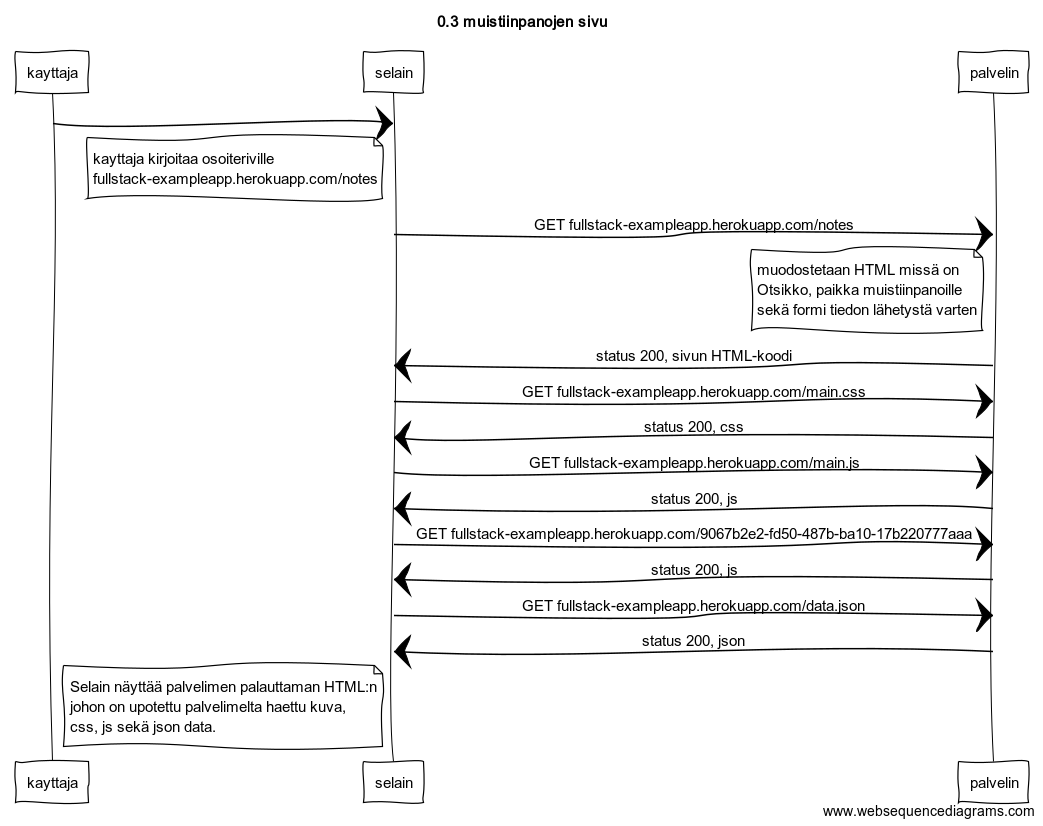 0.3 muistiinpanojen sivu
kayttaja
selain
palvelin
kayttaja kirjoitaa osoiteriville
fullstack-exampleapp.herokuapp.com/notes
GET fullstack-exampleapp.herokuapp.com/notes
muodostetaan HTML missä on
Otsikko, paikka muistiinpanoille
sekä formi tiedon lähetystä varten
status 200, sivun HTML-koodi
GET fullstack-exampleapp.herokuapp.com/main.css
status 200, css
GET fullstack-exampleapp.herokuapp.com/main.js
status 200, js
GET fullstack-exampleapp.herokuapp.com/9067b2e2-fd50-487b-ba10-17b220777aaa
status 200, js
GET fullstack-exampleapp.herokuapp.com/data.json
status 200, json
Selain näyttää palvelimen palauttaman HTML:n
johon on upotettu palvelimelta haettu kuva,
css, js sekä json data.
kayttaja
selain
palvelin
www.websequencediagrams.com